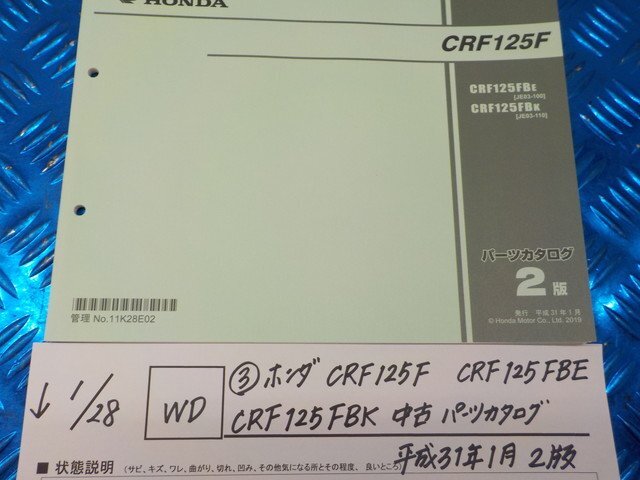 HONDA
CRF125F
CRF125FBE
[JE03-100]
CRF125FBK
[JE03-110]
パーツカタログ
2版
発行 平成31年1月
© Honda Motor Co., Ltd. 2019
管理 No.11K28E02
↓ 1/28
WD
③ ホンダ CRF125F CRF125FBE
CRF125FBK 中古 パーツカタログ
平成31年1月 2版
■ 状態説明 (サビ、キズ、ワレ、曲がり、切れ、凹み、その他気になる所とその程度、良いところ)